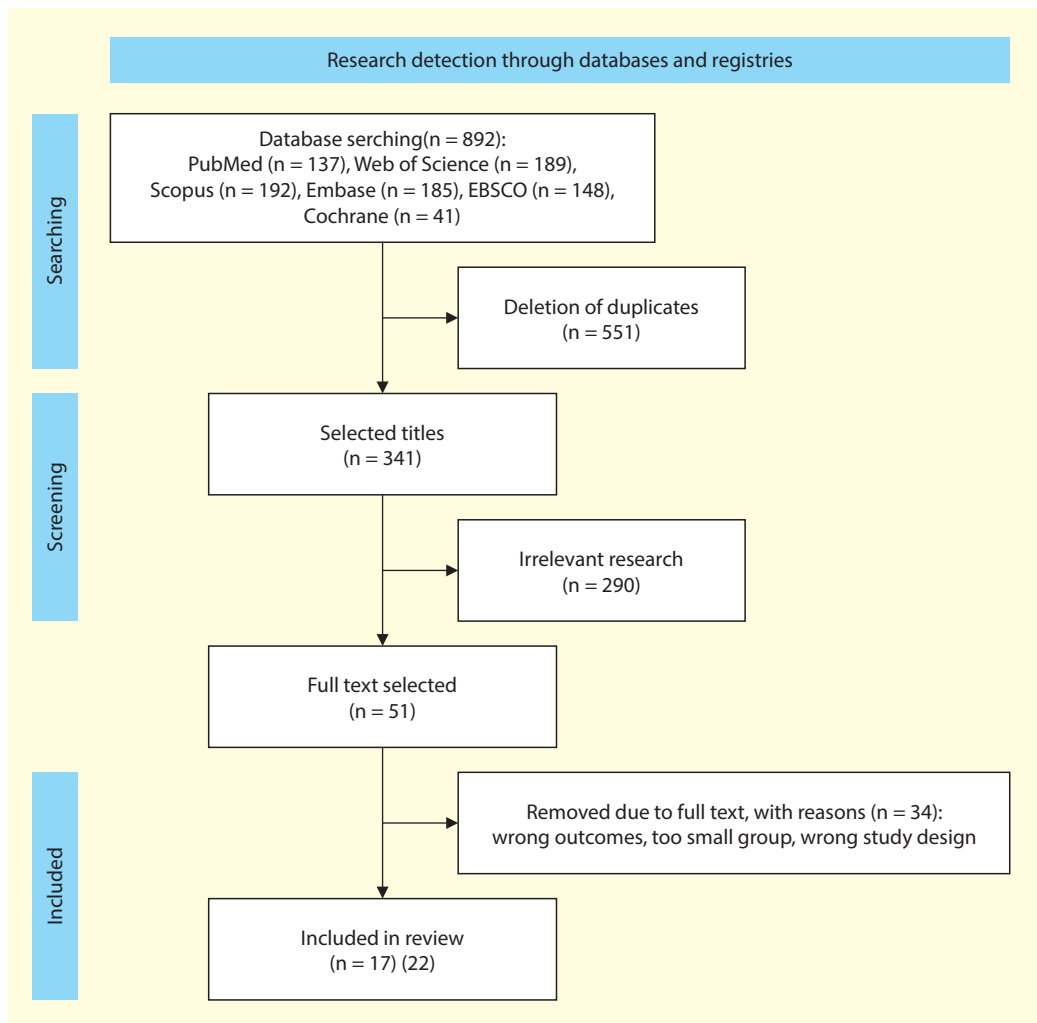 Research detection through databases and registries
Searching
Database serching(n = 892):
PubMed (n = 137), Web of Science (n = 189),
Scopus (n = 192), Embase (n = 185), EBSCO (n = 148),
Cochrane (n = 41)
Deletion of duplicates
(n = 551)
Screening
Selected titles
(n = 341)
Irrelevant research
(n = 290)
Full text selected
(n = 51)
Included
Removed due to full text, with reasons (n = 34):
wrong outcomes, too small group, wrong study design
Included in review
(n = 17) (22)